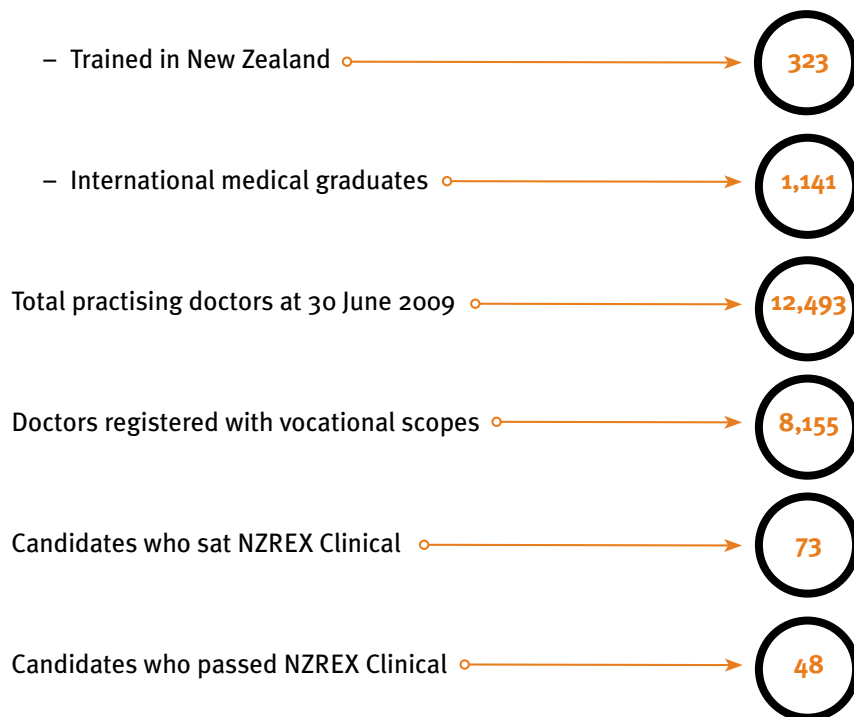 – Trained in New Zealand 323
– International medical graduates 1,141
Total practising doctors at 30 June 2009 12,493
Doctors registered with vocational scopes 8,155
Candidates who sat NZREX Clinical 73
Candidates who passed NZREX Clinical 48